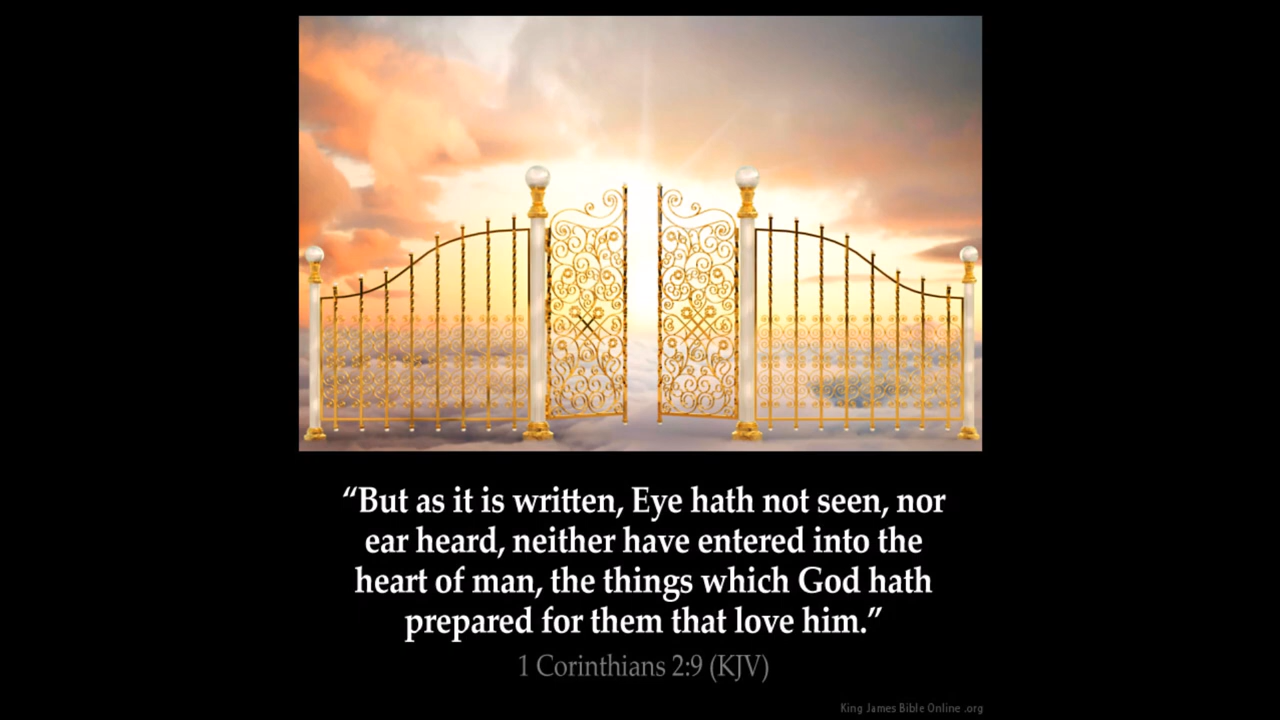 “But as it is written, Eye hath not seen, nor
ear heard, neither have entered into the
heart of man, the things which God hath
prepared for them that love him.”
1 Corinthians 2:9 (KJV)
King James Bible Online .org